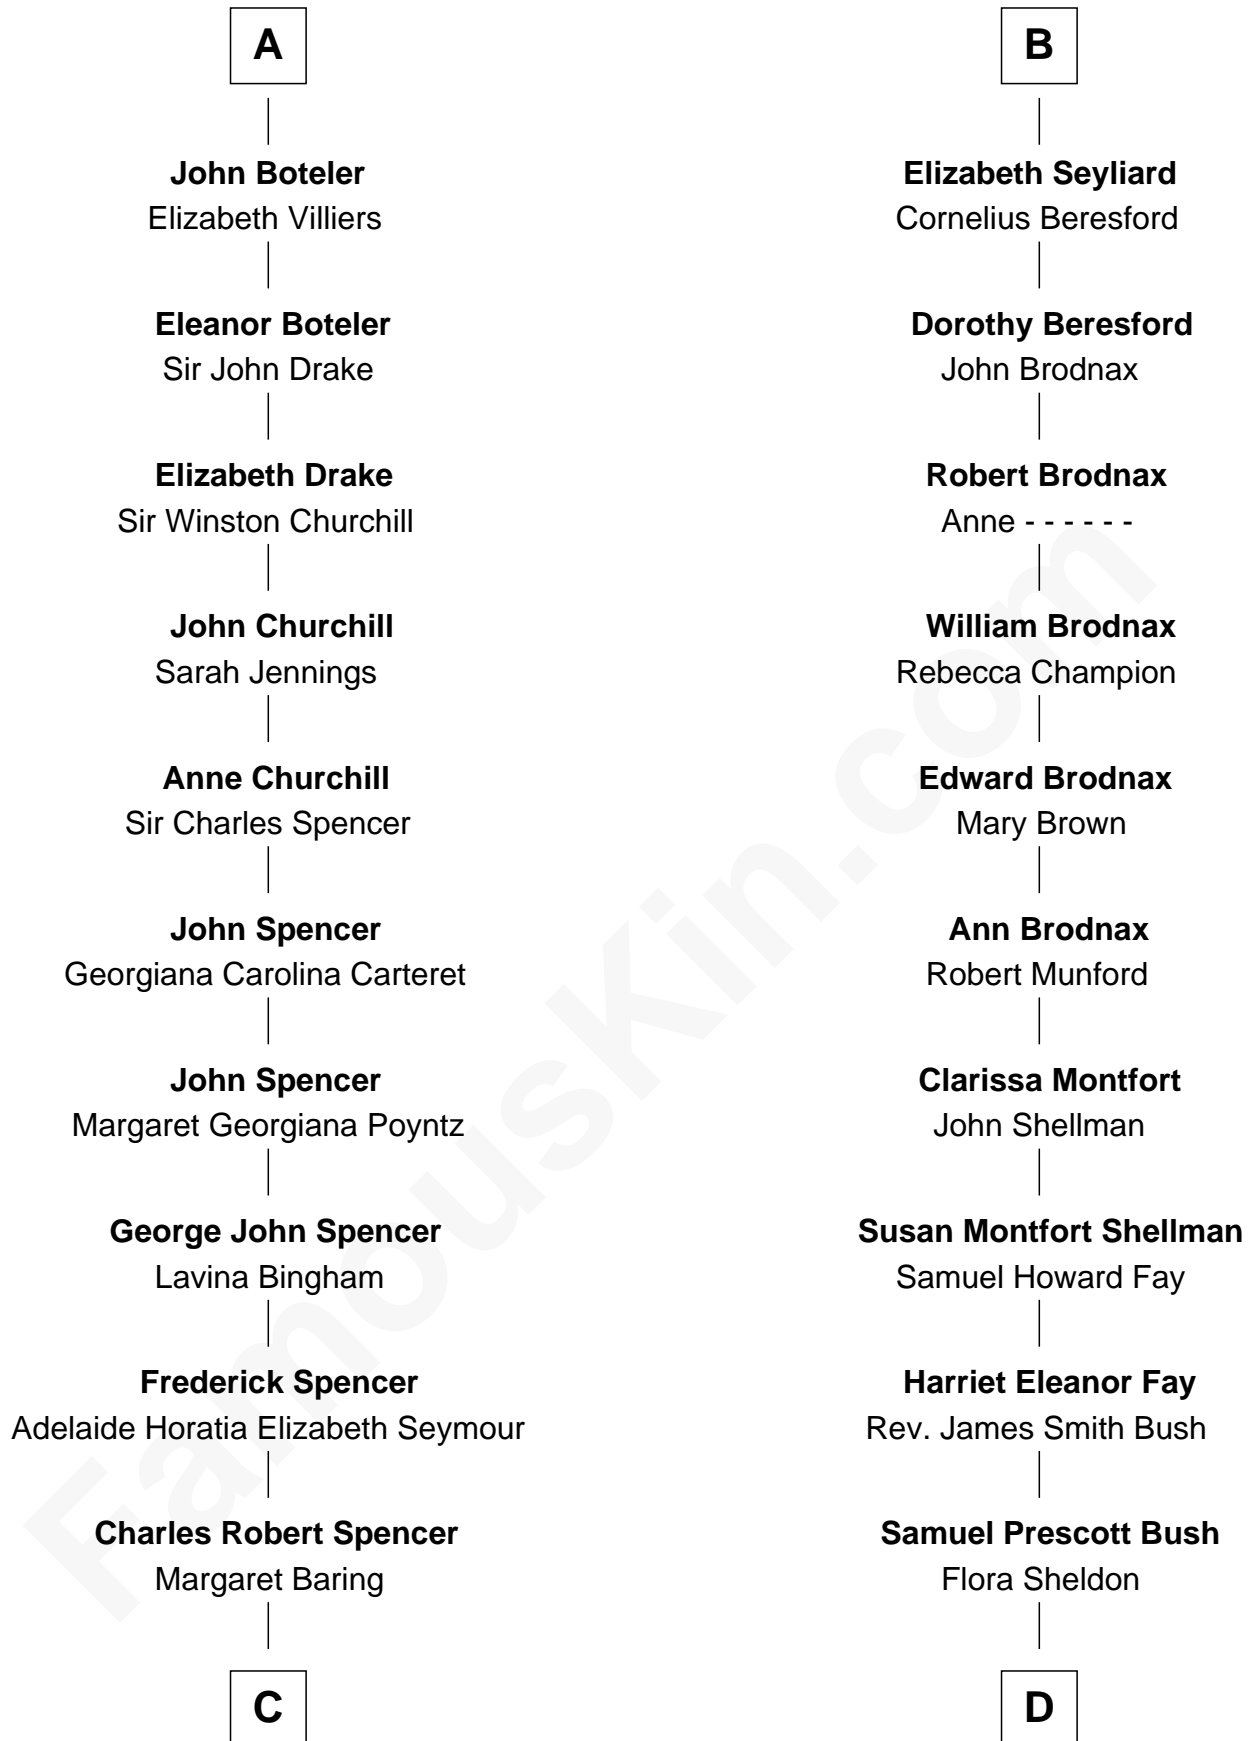 A
John Boteler
Elizabeth Villiers
Eleanor Boteler
Sir John Drake
Elizabeth Drake
Sir Winston Churchill
John Churchill
Sarah Jennings
Anne Churchill
Sir Charles Spencer
John Spencer
Georgiana Carolina Carteret
John Spencer
Margaret Georgiana Poyntz
George John Spencer
Lavina Bingham
Frederick Spencer
Adelaide Horatia Elizabeth Seymour
Charles Robert Spencer
Margaret Baring
C
B
Elizabeth Seyliard
Cornelius Beresford
Dorothy Beresford
John Brodnax
Robert Brodnax
Anne - - - - - -
William Brodnax
Rebecca Champion
Edward Brodnax
Mary Brown
Ann Brodnax
Robert Munford
Clarissa Montfort
John Shellman
Susan Montfort Shellman
Samuel Howard Fay
Harriet Eleanor Fay
Rev. James Smith Bush
Samuel Prescott Bush
Flora Sheldon
D
FamousKin.com